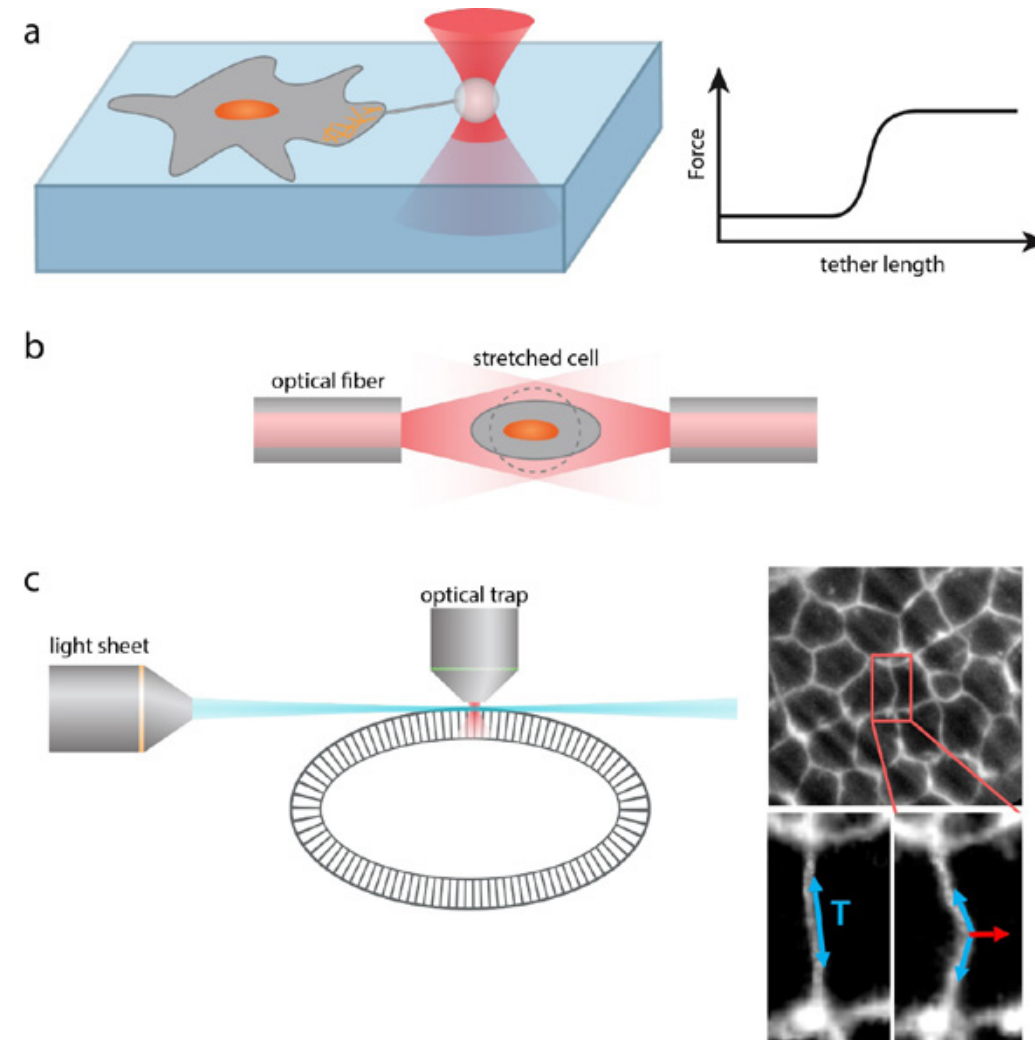 a
Force
tether length
b
stretched cell
optical fiber
c
optical trap
light sheet
T